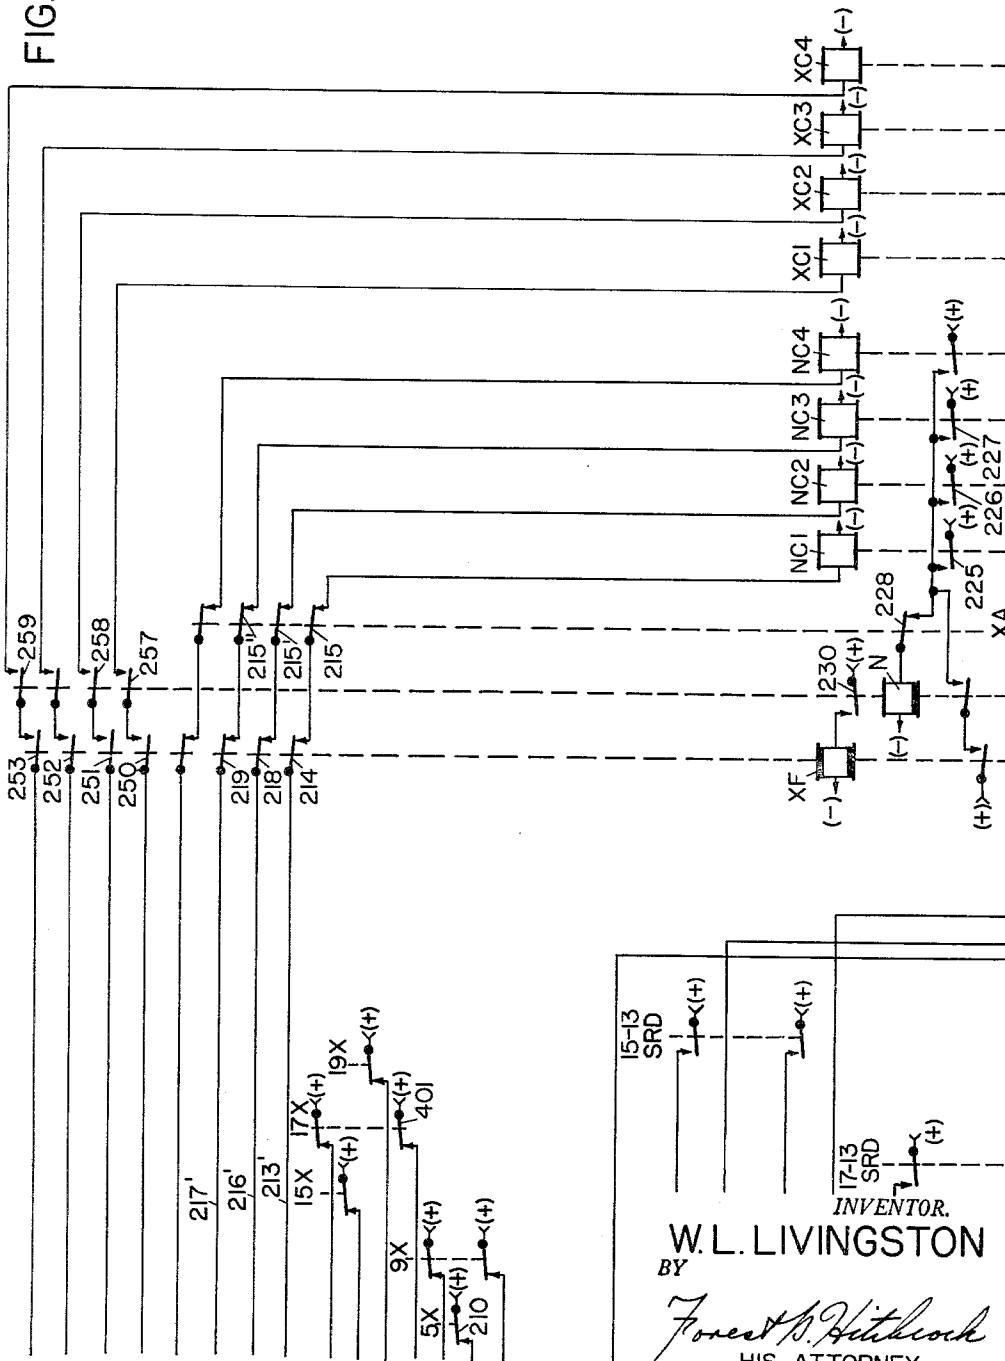 FIG.
XC4
(-)
XC3
(-)
XC2
(-)
XC1
(-)
NC4
(-)
NC3
(-)
NC2
(-)
NC1
(-)
(+)
(+)
227
(+)
226
(+)
225
228
XA
259
258
257
215"
215'
215
230
(+)
N
(-)
253
252
251
250
219
218
214
XF
(-)
(+)
217'
216'
213'
19X
(+)
17X
(+)
401
(+)
15X
(+)
9X
(+)
(+)
5X
(+)
210
15-13
SRD
(+)
(+)
17-13
SRD
(+)
INVENTOR.
W. L. LIVINGSTON
BY
Forest B. Hitchcock
HIS ATTORNEY